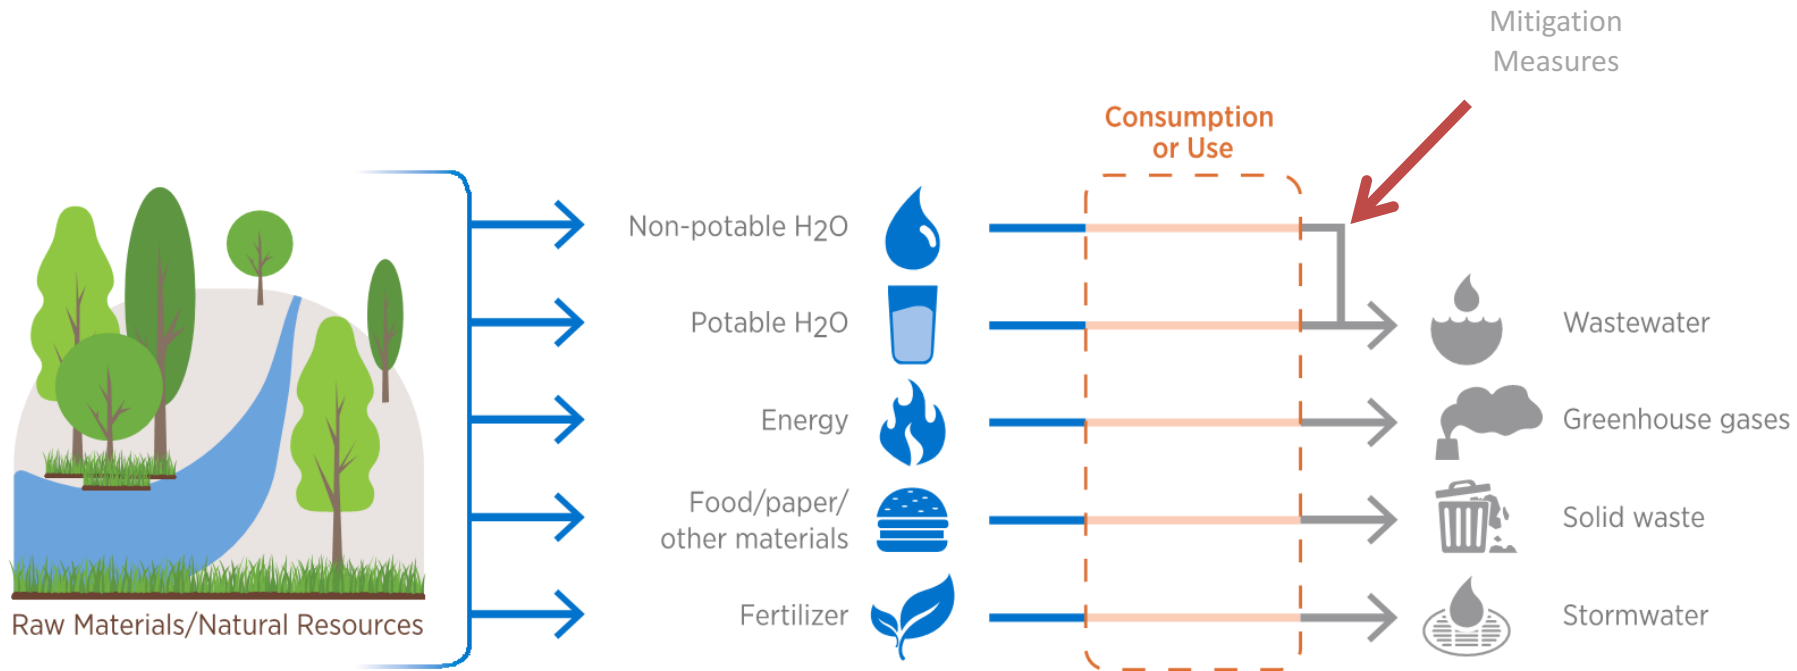 Mitigation
Measures
Consumption
or Use
Non-potable H2O
Potable H2O
Wastewater
Energy
Greenhouse gases
Food/paper/
other materials
Solid waste
Fertilizer
Stormwater
Raw Materials/Natural Resources